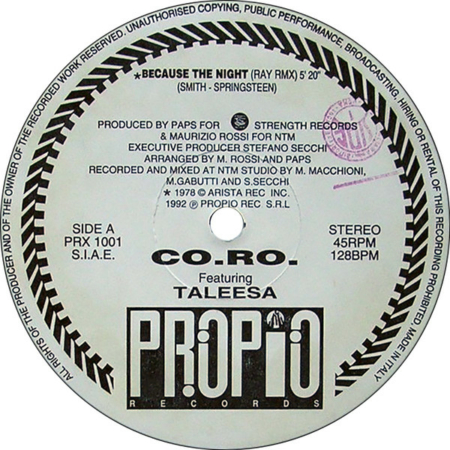 ALL RIGHTS OF THE PRODUCER AND OF THE OWNER OF THE RECORDED WORK RESERVED. UNAUTHORISED COPYING, PUBLIC PERFORMANCE, BROADCASTING, HIRING OR RENTAL OF THIS RECORDING PROHIBITED. MADE IN ITALY
★BECAUSE THE NIGHT (RAY RMX) 5' 20"
(SMITH - SPRINGSTEEN)
PRODUCED BY PAPS FOR STRENGTH RECORDS
& MAURIZIO ROSSI FOR NTM
EXECUTIVE PRODUCER STEFANO SECCHI
ARRANGED BY M. ROSSI AND PAPS
RECORDED AND MIXED AT NTM STUDIO BY M. MACCHIONI,
M.GABUTTI AND S.SECCHI
★ 1978 © ARISTA REC INC.
1992 ℗ PROPIO REC S.R.L
SIDE A
PRX 1001
S.I.A.E.
STEREO
45RPM
128BPM
CO.RO.
Featuring
TALEESA
PROPIO
RECORDS